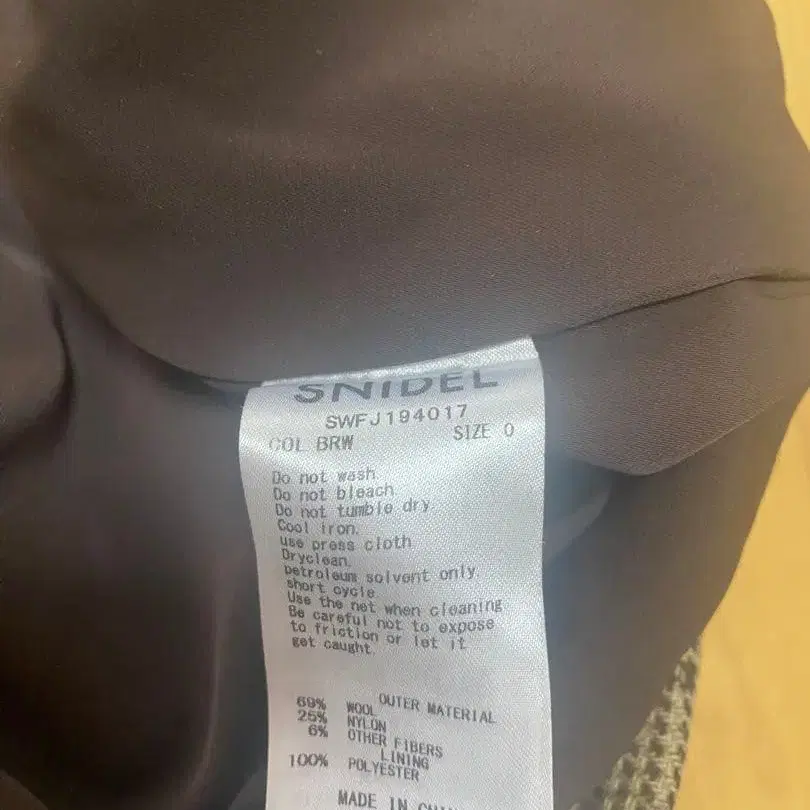 SNIDEL
SWFJ194017
COL BRW SIZE 0
Do not wash.
Do not bleach.
Do not tumble dry.
Cool iron.
use press cloth.
Dryclean.
petroleum solvent only.
short cycle.
Use the net when cleaning
Be careful not to expose
to friction or let it
get caught.
OUTER MATERIAL
69% WOOL
25% NYLON
6% OTHER FIBERS
LINING
100% POLYESTER
MADE IN